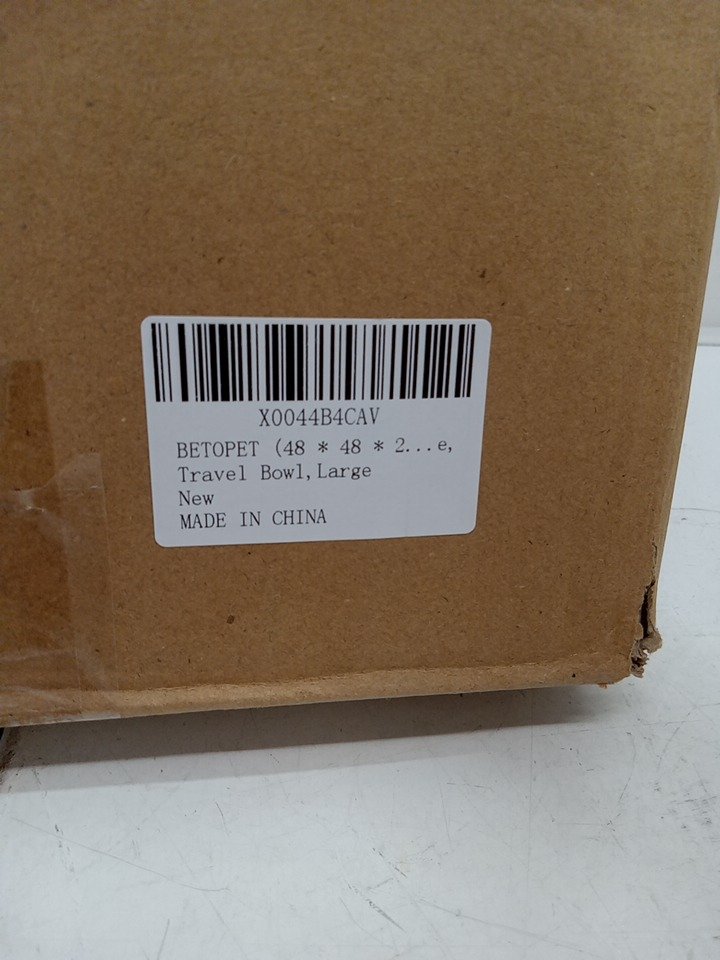 X0044B4CAV
BETOPET (48 * 48 * 2...e,
Travel Bowl,Large
New
MADE IN CHINA